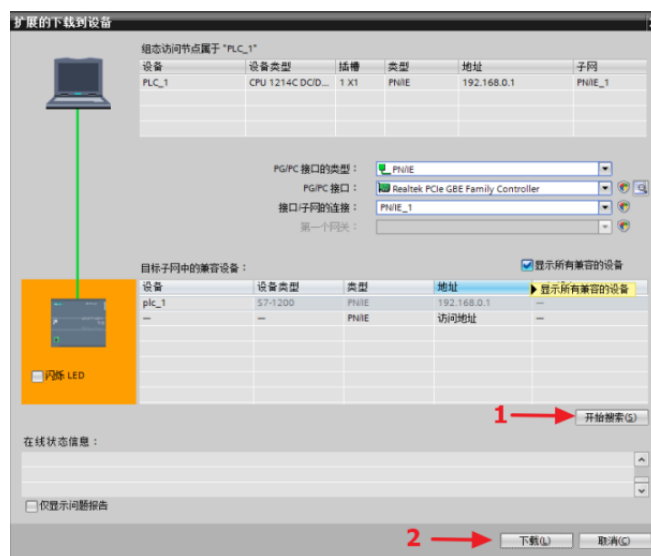 扩展的下载到设备
组态访问节点属于 "PLC_1"
设备 设备类型 插槽 类型 地址 子网
PLC_1 CPU 1214C DC/D... 1 X1 PN/IE 192.168.0.1 PN/IE_1
PG/PC 接口的类型： PN/IE
PG/PC 接口： Realtek PCIe GBE Family Controller
接口/子网的连接： PN/IE_1
第一个网关：
目标子网中的兼容设备： 显示所有兼容的设备
设备 设备类型 类型 地址 显示所有兼容的设备
plc_1 S7-1200 PN/IE 192.168.0.1 —
— — PN/IE 访问地址 —
闪烁 LED
1 开始搜索(S)
在线状态信息：
仅显示问题报告
2 下载(L) 取消(C)